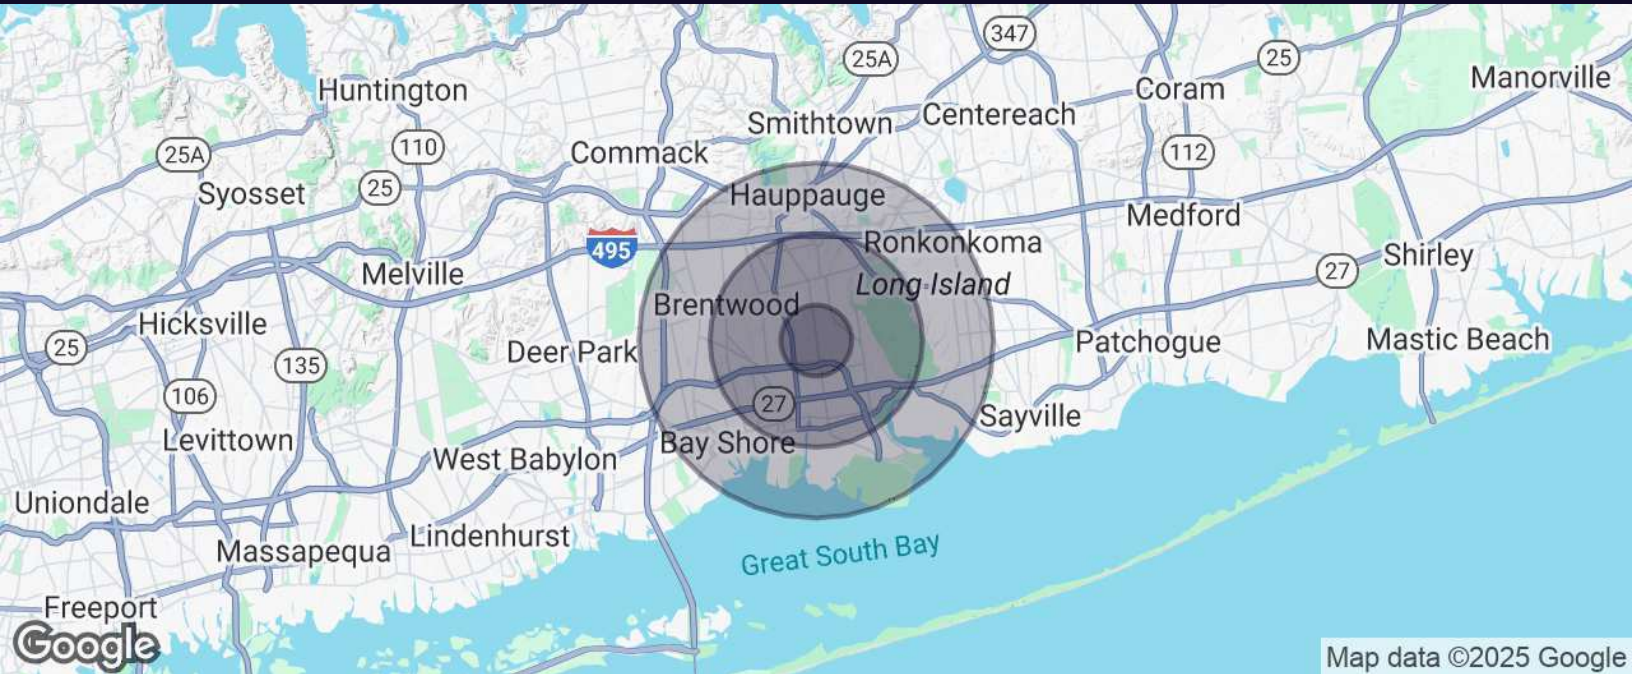 347
25A
25
Manorville
Huntington
Coram
Centereach
Smithtown
110
25A
Commack
112
25
Syosset
Hauppauge
Medford
Ronkonkoma
495
Shirley
27
Melville
Long Island
Brentwood
Hicksville
25
Deer Park
Patchogue
Mastic Beach
135
106
27
Sayville
Levittown
Bay Shore
West Babylon
Uniondale
Lindenhurst
Massapequa
Great South Bay
Freeport
Google
Map data ©2025 Google